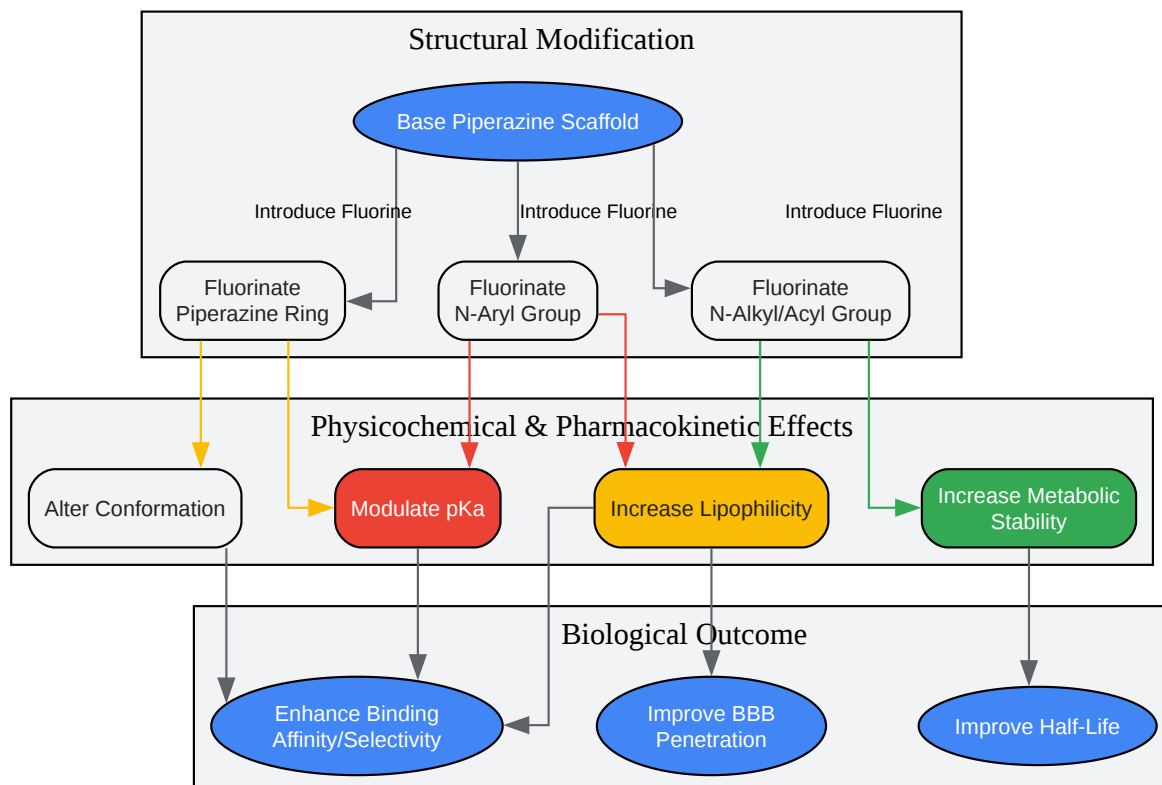 Structural Modification
Base Piperazine Scaffold
Introduce Fluorine
Introduce Fluorine
Introduce Fluorine
Fluorinate
Piperazine Ring
Fluorinate
N-Aryl Group
Fluorinate
N-Alkyl/Acyl Group
Physicochemical & Pharmacokinetic Effects
Alter Conformation
Modulate pKa
Increase Lipophilicity
Increase Metabolic
Stability
Biological Outcome
Enhance Binding
Affinity/Selectivity
Improve BBB
Penetration
Improve Half-Life